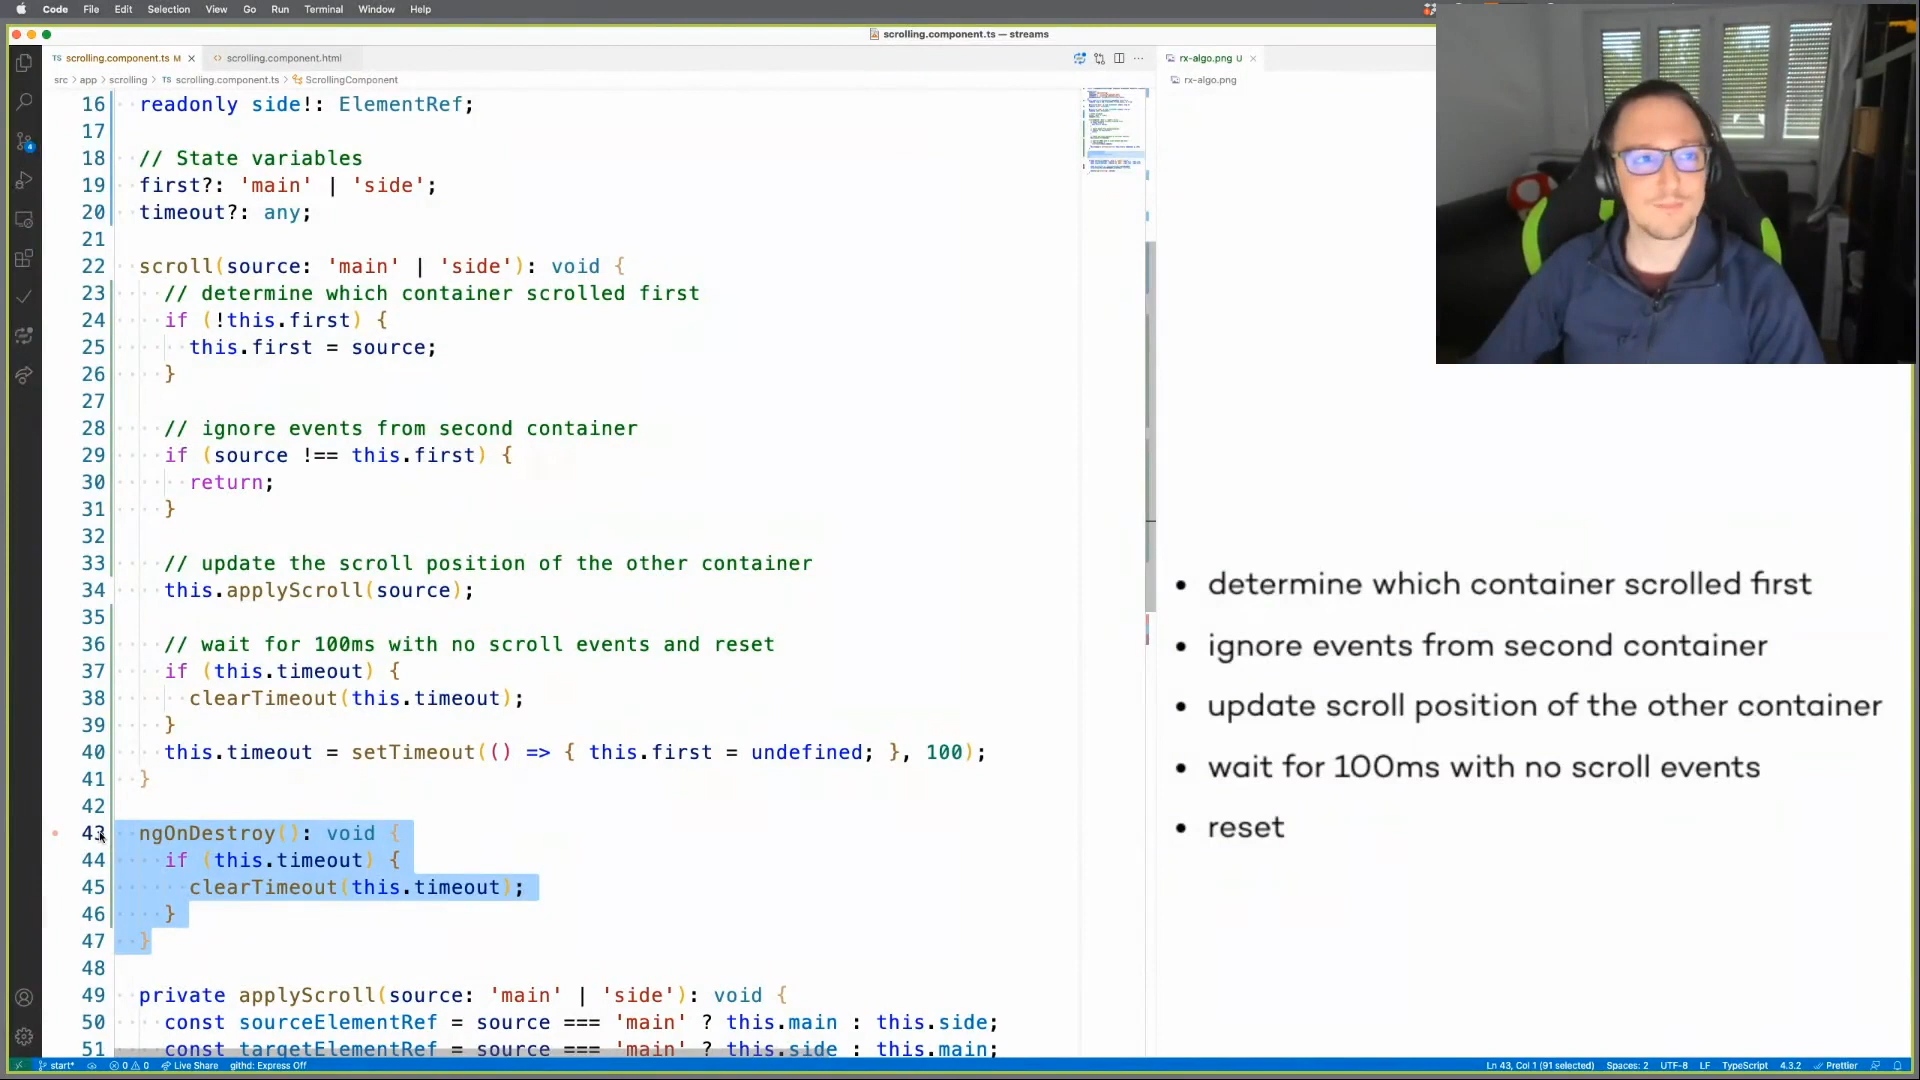 Code File Edit Selection View Go Run Terminal Window Help
scrolling.component.ts — streams
TS scrolling.component.ts M
scrolling.component.html
rx-algo.png U
src > app > scrolling > TS scrolling.component.ts > ScrollingComponent
rx-algo.png
16 readonly side!: ElementRef;
17
18 // State variables
19 first?: 'main' | 'side';
20 timeout?: any;
21
22 scroll(source: 'main' | 'side'): void {
23 // determine which container scrolled first
24 if (!this.first) {
25 this.first = source;
26 }
27
28 // ignore events from second container
29 if (source !== this.first) {
30 return;
31 }
32
33 // update the scroll position of the other container
34 this.applyScroll(source);
35
36 // wait for 100ms with no scroll events and reset
37 if (this.timeout) {
38 clearTimeout(this.timeout);
39 }
40 this.timeout = setTimeout(() => { this.first = undefined; }, 100);
41 }
42
43 ngOnDestroy(): void {
44 if (this.timeout) {
45 clearTimeout(this.timeout);
46 }
47 }
48
49 private applyScroll(source: 'main' | 'side'): void {
50 const sourceElementRef = source === 'main' ? this.main : this.side;
51 const targetElementRef = source === 'main' ? this.side : this.main;
• determine which container scrolled first
• ignore events from second container
• update scroll position of the other container
• wait for 100ms with no scroll events
• reset
4
start* 0 0 Live Share githd: Express Off
Ln 43, Col 1 (91 selected) Spaces: 2 UTF-8 LF TypeScript 4.3.2 Prettier